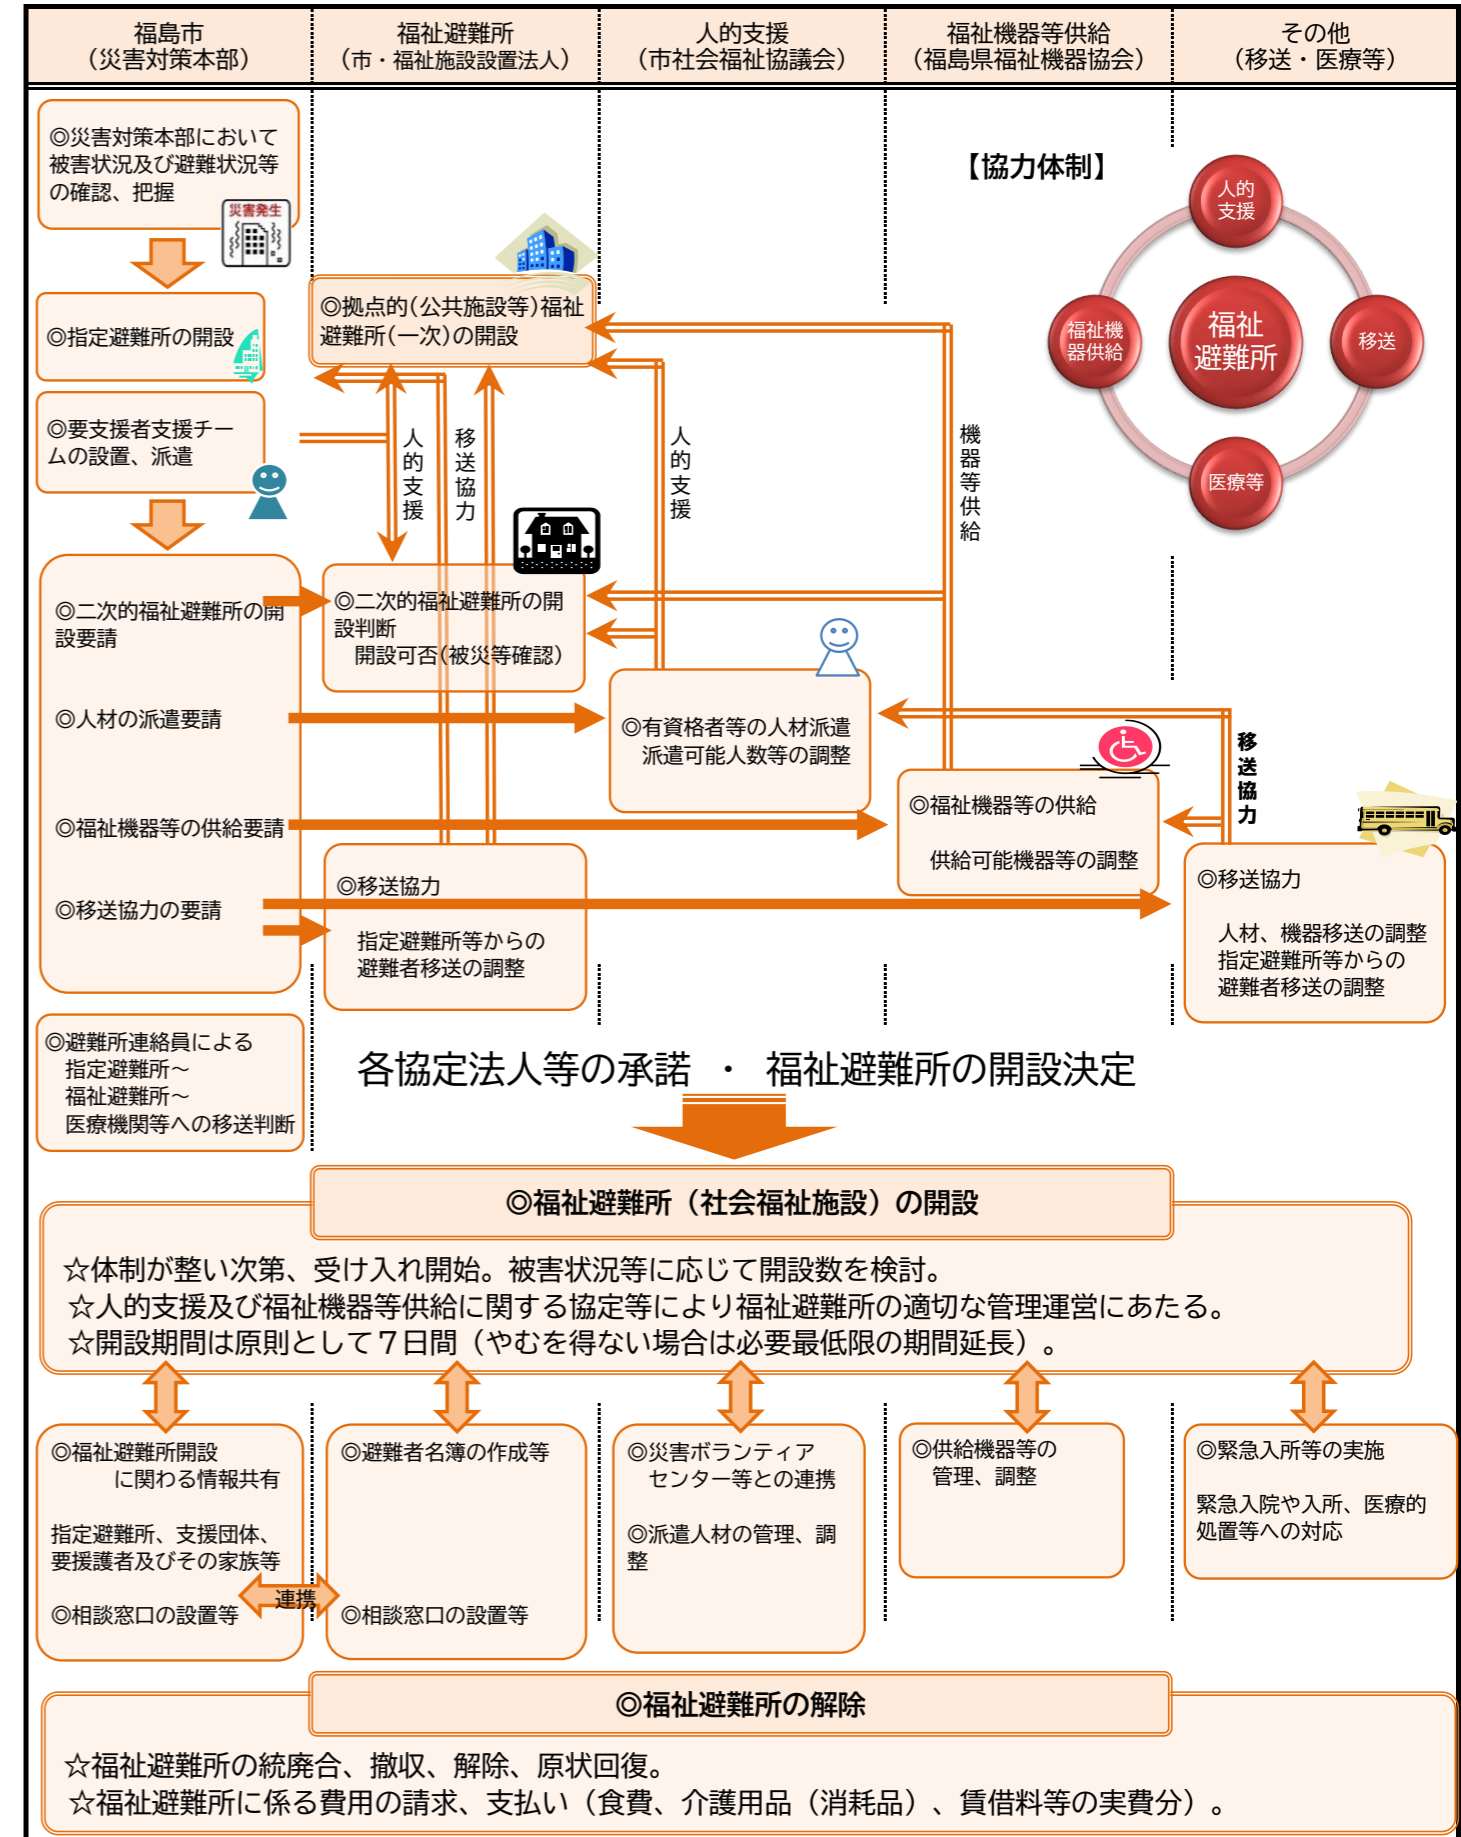 福島市
（災害対策本部）
福祉避難所
（市・福祉施設設置法人）
人的支援
（市社会福祉協議会）
福祉機器等供給
（福島県福祉機器協会）
その他
（移送・医療等）
◎災害対策本部において
被害状況及び避難状況等
の確認、把握
災害発生
◎指定避難所の開設
◎要支援者支援チー
ムの設置、派遣
◎二次的福祉避難所の開
設要請
◎人材の派遣要請
◎福祉機器等の供給要請
◎移送協力の要請
◎避難所連絡員による
指定避難所～
福祉避難所～
医療機関等への移送判断
◎拠点的(公共施設等)福祉
避難所(一次)の開設
人的支援
移送協力
◎二次的福祉避難所の開
設判断
開設可否(被災等確認)
◎移送協力
指定避難所等からの
避難者移送の調整
人的支援
◎有資格者等の人材派遣
派遣可能人数等の調整
機器等供給
◎福祉機器等の供給
供給可能機器等の調整
【協力体制】
人的
支援
福祉機
器供給
福祉
避難所
移送
医療等
移送協力
◎移送協力
人材、機器移送の調整
指定避難所等からの
避難者移送の調整
各協定法人等の承諾　・　福祉避難所の開設決定
◎福祉避難所（社会福祉施設）の開設
☆体制が整い次第、受け入れ開始。被害状況等に応じて開設数を検討。
☆人的支援及び福祉機器等供給に関する協定等により福祉避難所の適切な管理運営にあたる。
☆開設期間は原則として７日間（やむを得ない場合は必要最低限の期間延長）。
◎福祉避難所開設
に関わる情報共有
指定避難所、支援団体、
要援護者及びその家族等
◎相談窓口の設置等
連携
◎避難者名簿の作成等
◎相談窓口の設置等
◎災害ボランティア
センター等との連携
◎派遣人材の管理、調
整
◎供給機器等の
管理、調整
◎緊急入所等の実施
緊急入院や入所、医療的
処置等への対応
◎福祉避難所の解除
☆福祉避難所の統廃合、撤収、解除、原状回復。
☆福祉避難所に係る費用の請求、支払い（食費、介護用品（消耗品）、賃借料等の実費分）。